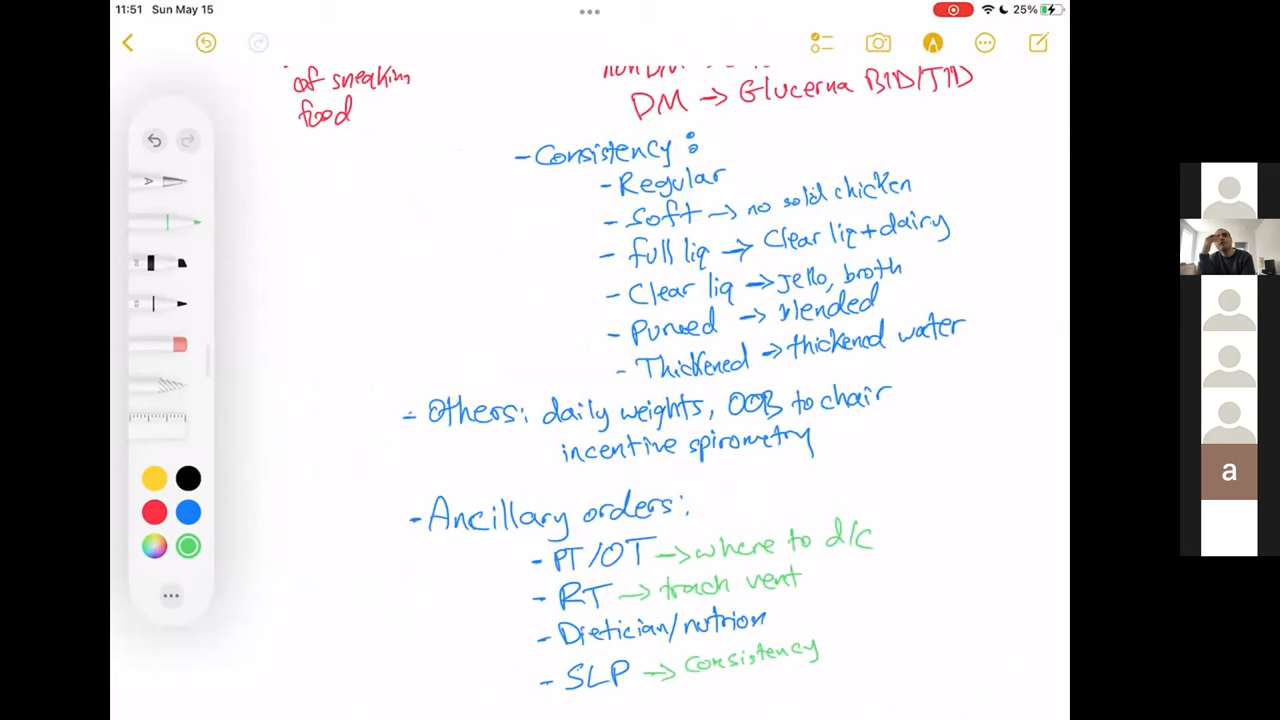 11:51 Sun May 15
25%
of sneaking
food
DM → Glucerna BID/TID
- Consistency:
- Regular
- Soft → no solid chicken
- full liq → Clear liq + dairy
- Clear liq → Jello, broth
- Pureed → blended
- Thickened → thickened water
- Others: daily weights, OOB to chair
incentive spirometry
- Ancillary orders:
- PT/OT → where to d/c
- RT → trach vent
- Dietician/nutrion
- SLP → consistency
a